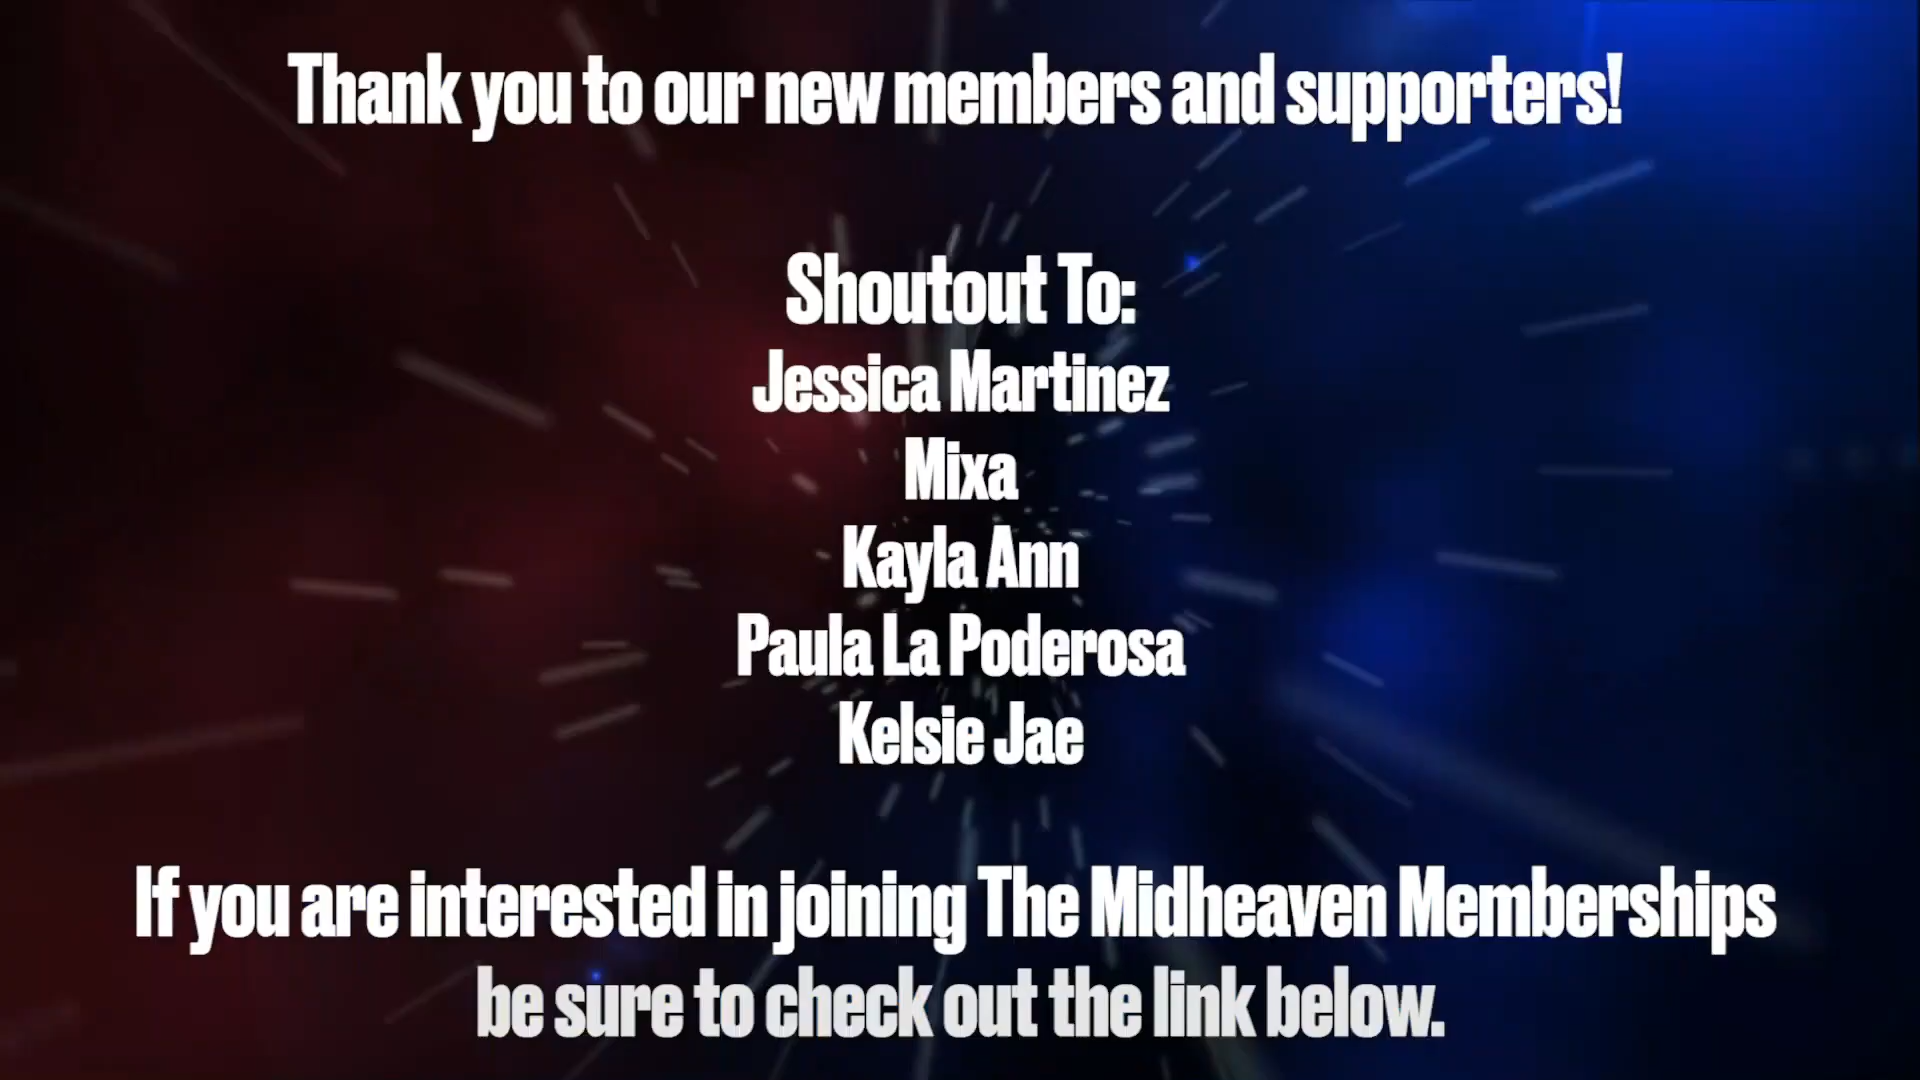 Thank you to our new members and supporters!
Shoutout To:
Jessica Martinez
Mixa
Kayla Ann
Paula La Poderosa
Kelsie Jae
If you are interested in joining The Midheaven Memberships
be sure to check out the link below.